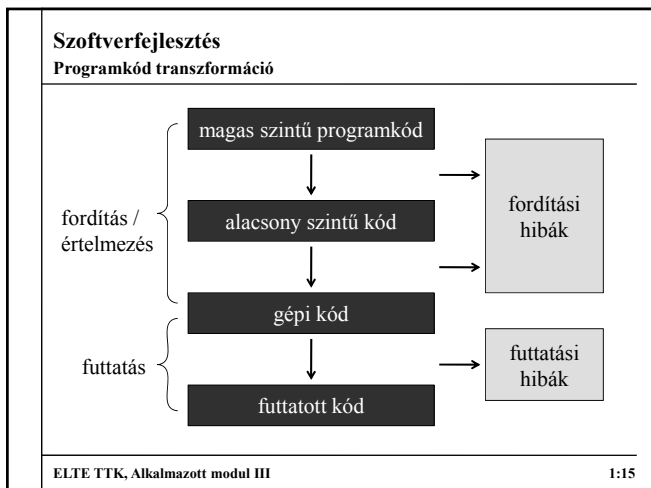 Szoftverfejlesztés
Programkód transzformáció
magas szintű programkód
fordítás /
értelmezés
alacsony szintű kód
fordítási
hibák
gépi kód
futtatás
futtatási
hibák
futtatott kód
ELTE TTK, Alkalmazott modul III 1:15